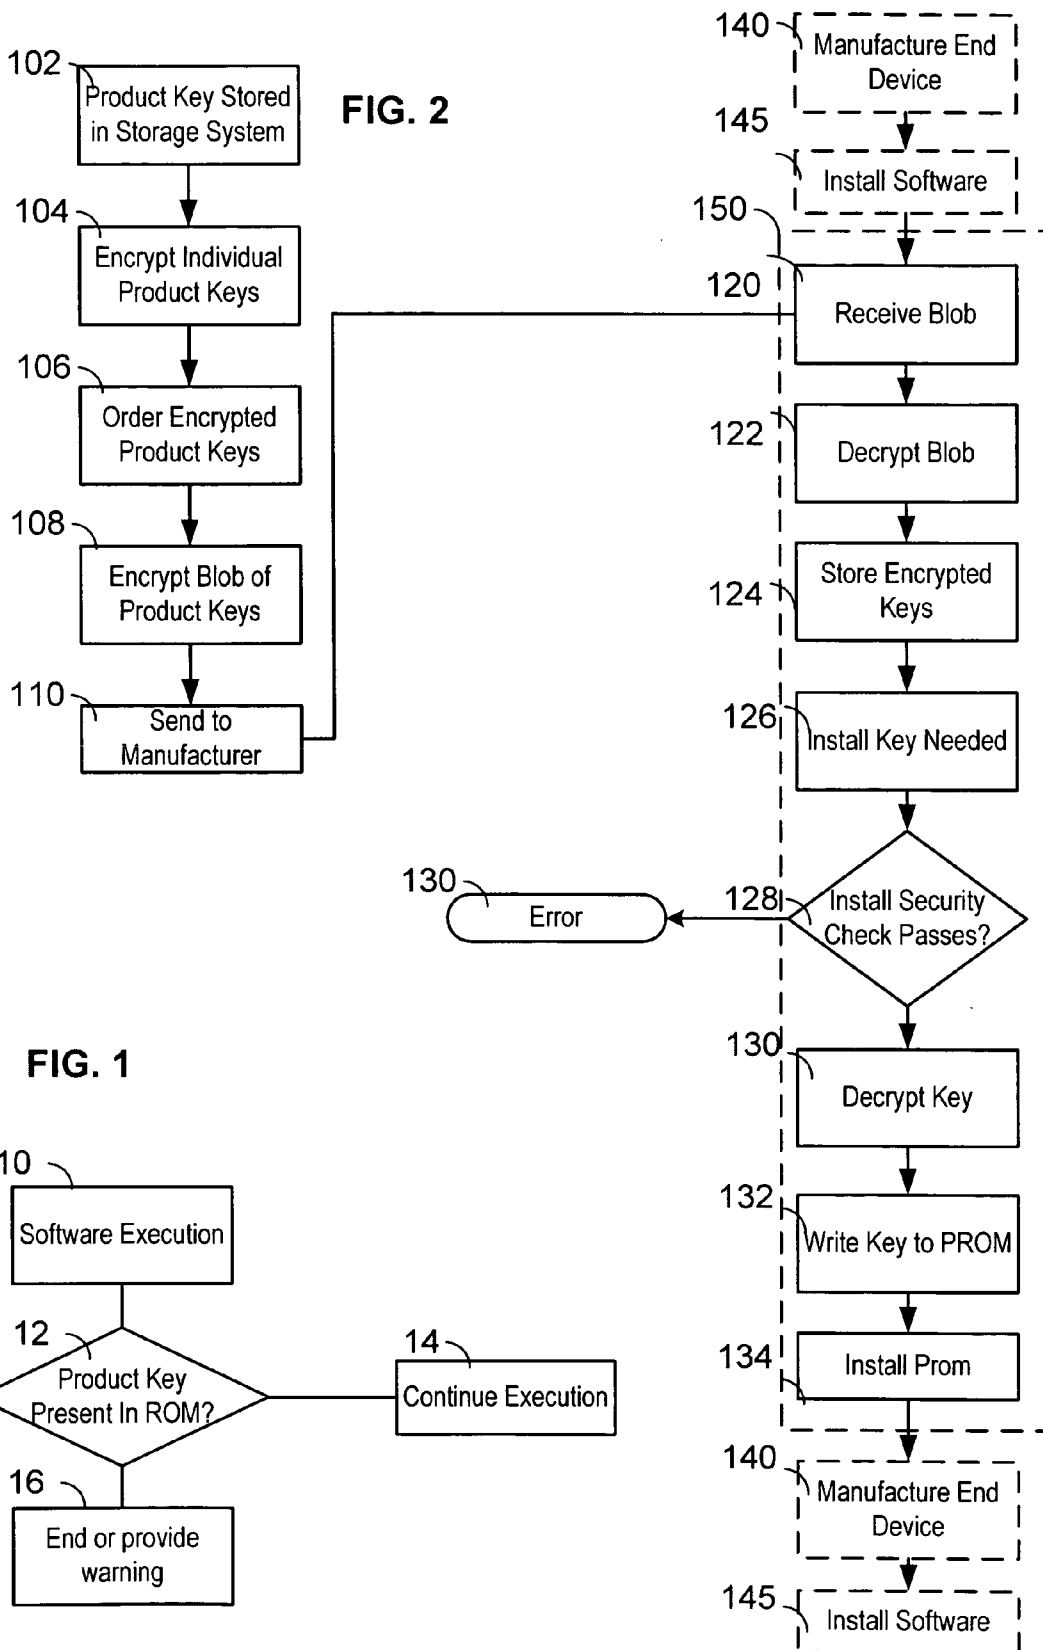 102
Product Key Stored
in Storage System
FIG. 2
104
Encrypt Individual
Product Keys
106
Order Encrypted
Product Keys
108
Encrypt Blob of
Product Keys
110
Send to
Manufacturer
140
Manufacture End
Device
145
Install Software
150
120
Receive Blob
122
Decrypt Blob
124
Store Encrypted
Keys
126
Install Key Needed
128
Install Security
Check Passes?
130
Error
130
Decrypt Key
132
Write Key to PROM
134
Install Prom
140
Manufacture End
Device
145
Install Software
FIG. 1
10
Software Execution
12
Product Key
Present In ROM?
14
Continue Execution
16
End or provide
warning